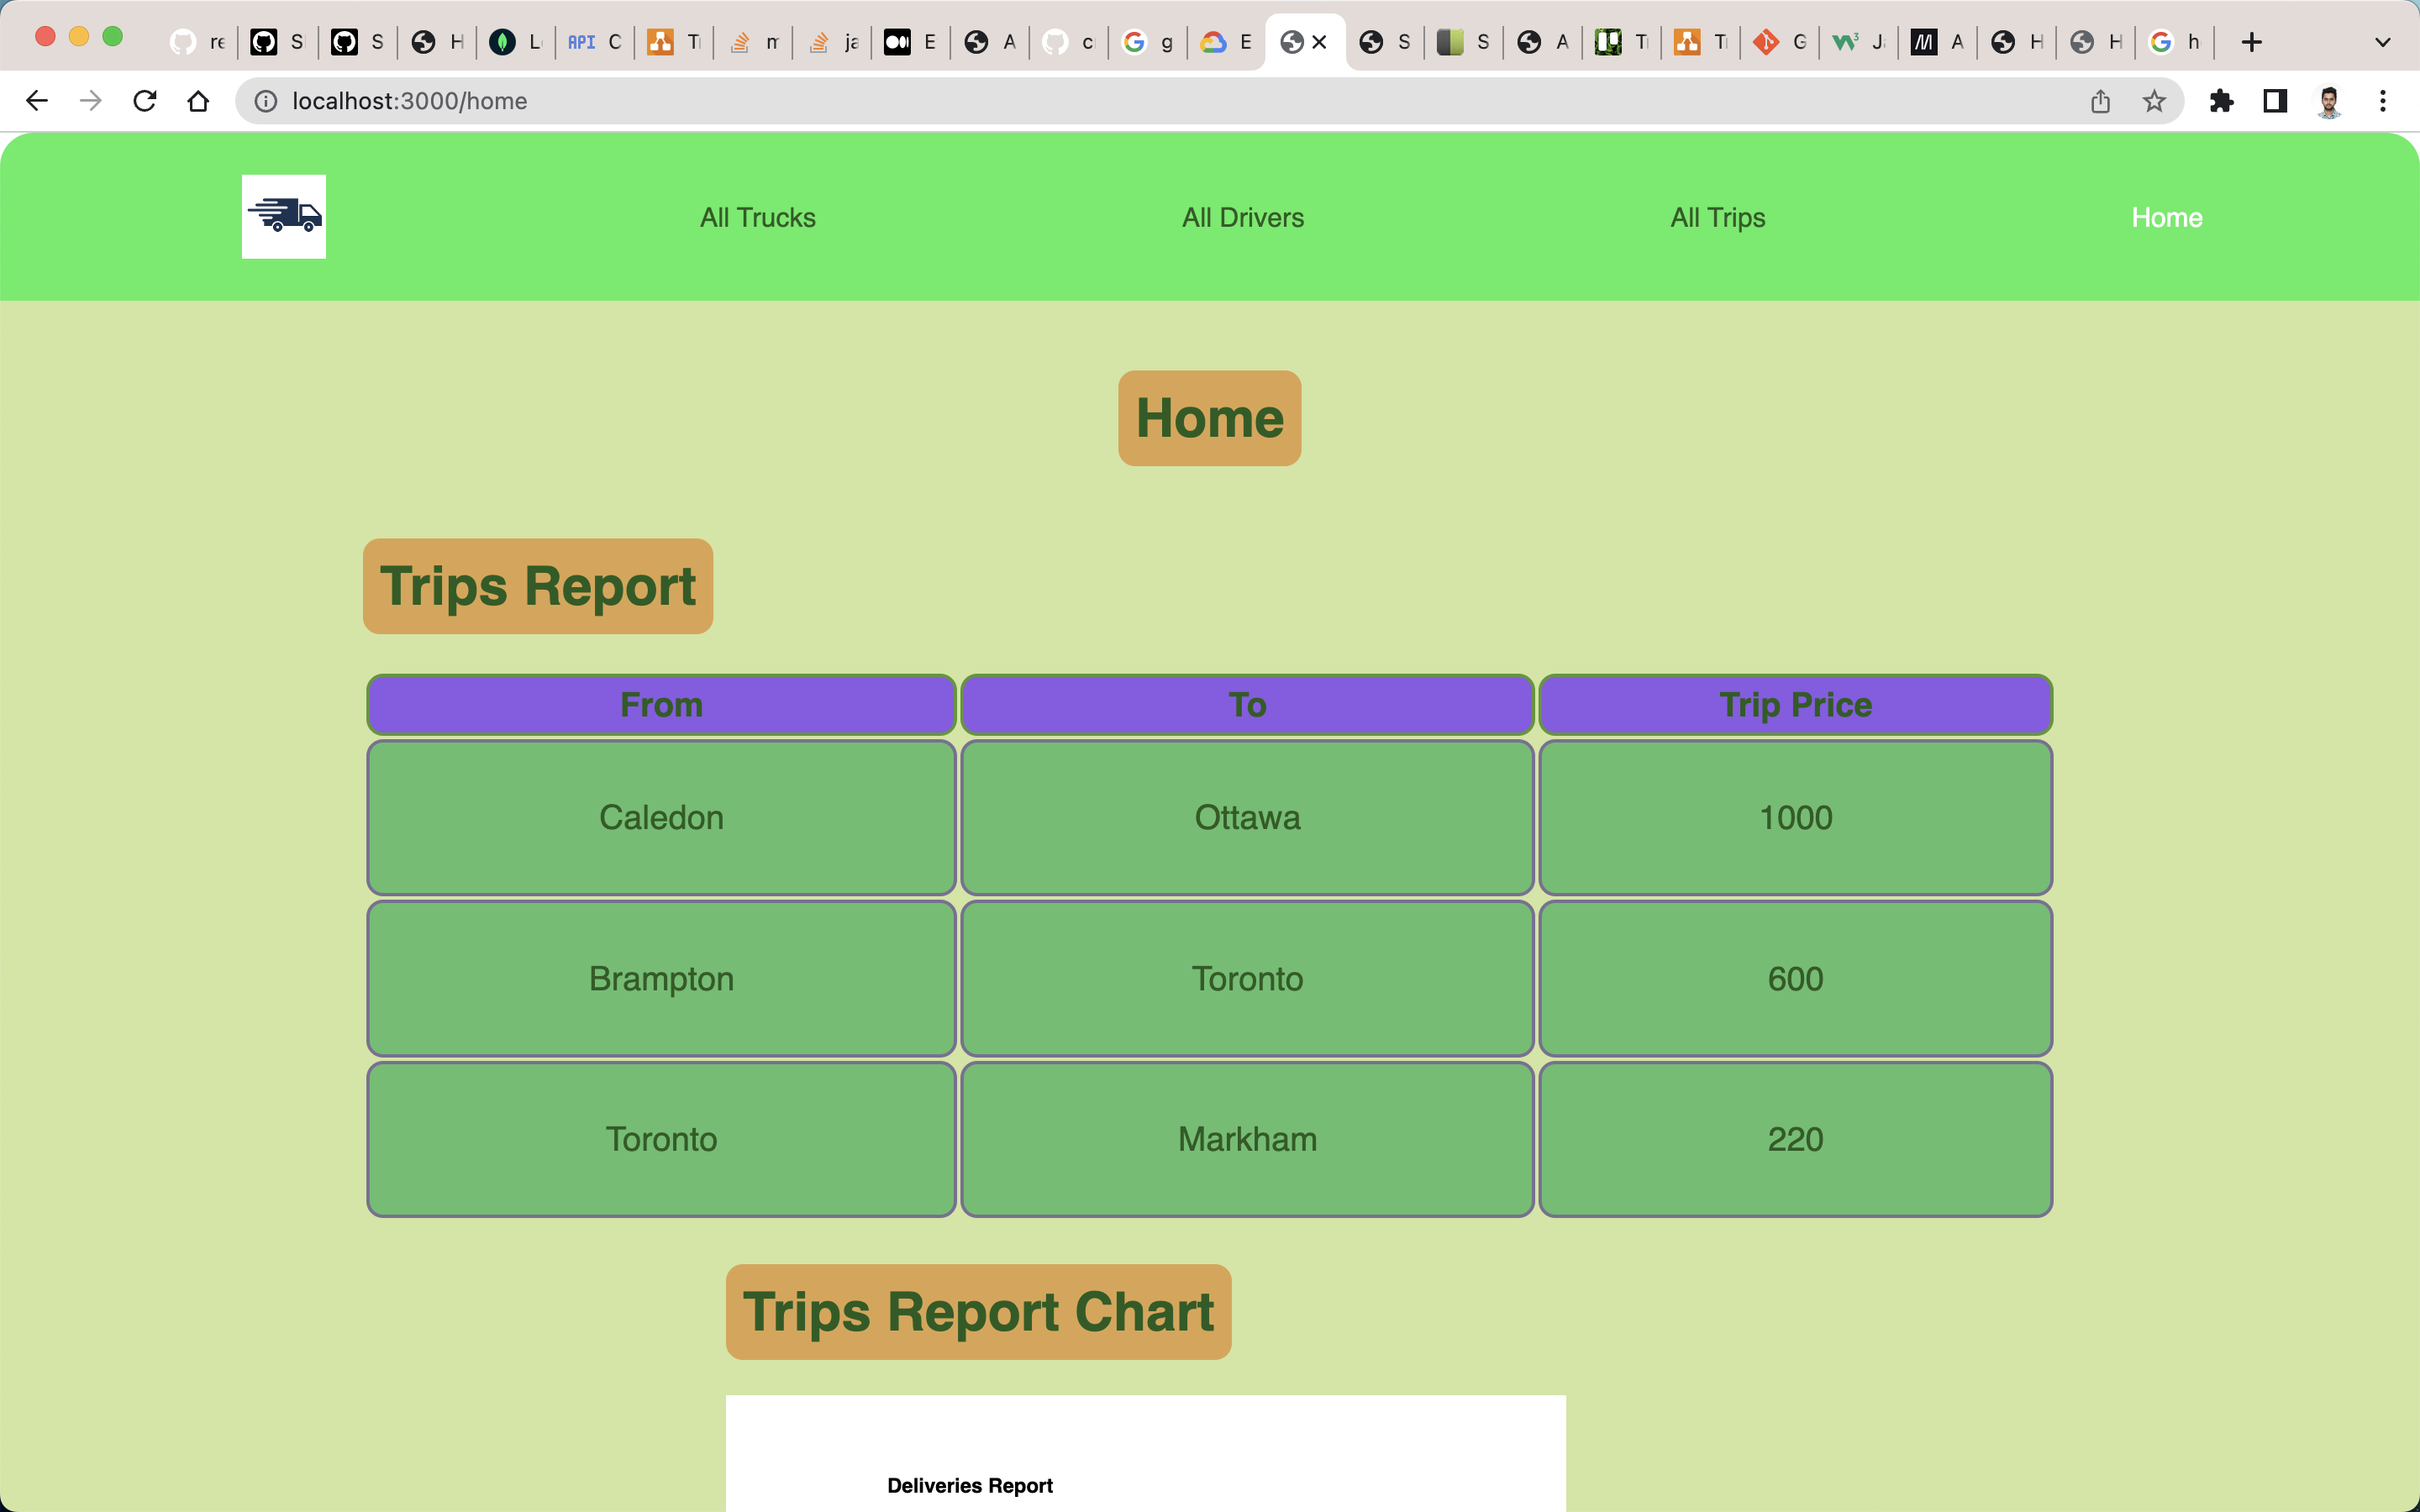 re S S H L API C T n ja E A c g E S S A T T G J A H H h
localhost:3000/home
All Trucks All Drivers All Trips Home
Home
Trips Report
From To Trip Price
Caledon Ottawa 1000
Brampton Toronto 600
Toronto Markham 220
Trips Report Chart
Deliveries Report